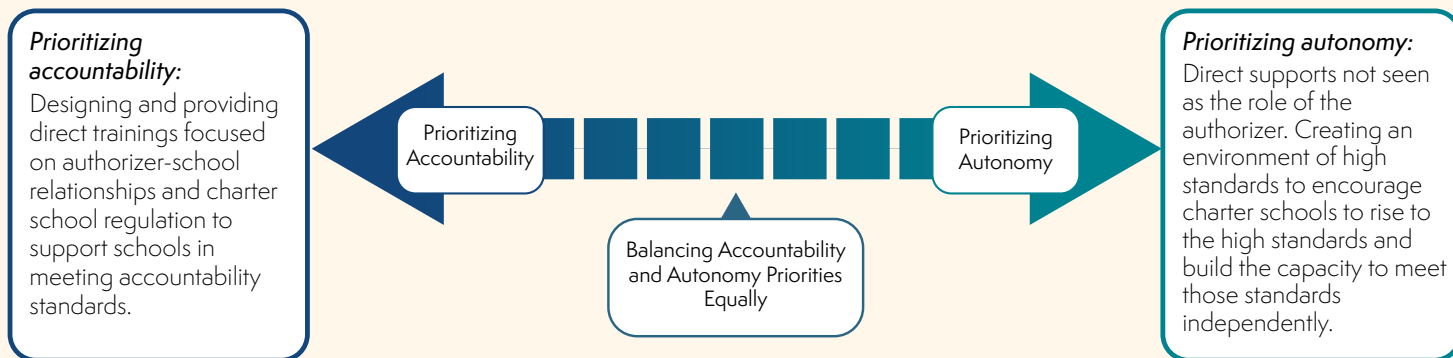 Prioritizing
accountability:
Designing and providing
direct trainings focused
on authorizer-school
relationships and charter
school regulation to
support schools in
meeting accountability
standards.
Prioritizing
Accountability
Balancing Accountability
and Autonomy Priorities
Equally
Prioritizing
Autonomy
Prioritizing autonomy:
Direct supports not seen
as the role of the
authorizer. Creating an
environment of high
standards to encourage
charter schools to rise to
the high standards and
build the capacity to meet
those standards
independently.